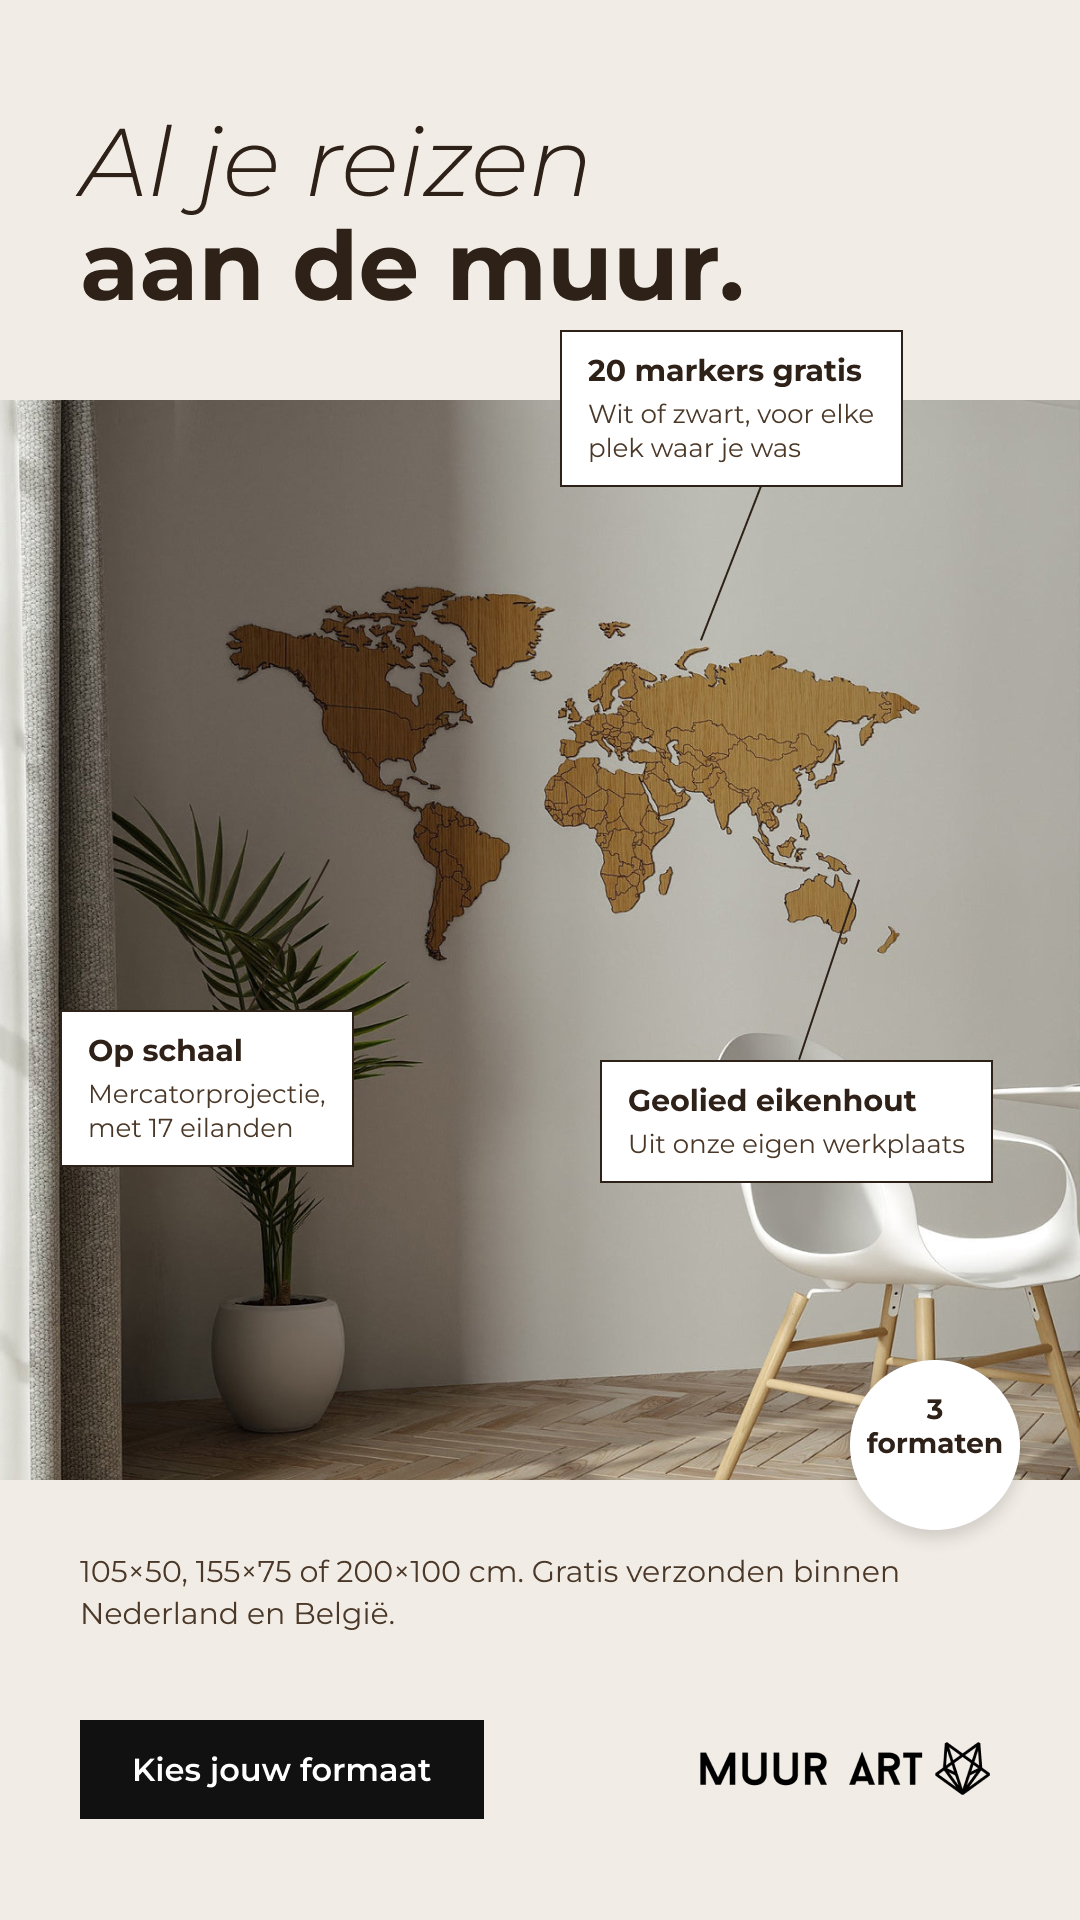 Al je reizen
aan de muur.
20 markers gratis
Wit of zwart, voor elke
plek waar je was
Op schaal
Mercatorprojectie,
met 17 eilanden
Geolied eikenhout
Uit onze eigen werkplaats
3
formaten
105×50, 155×75 of 200×100 cm. Gratis verzonden binnen
Nederland en België.
Kies jouw formaat
MUUR ART